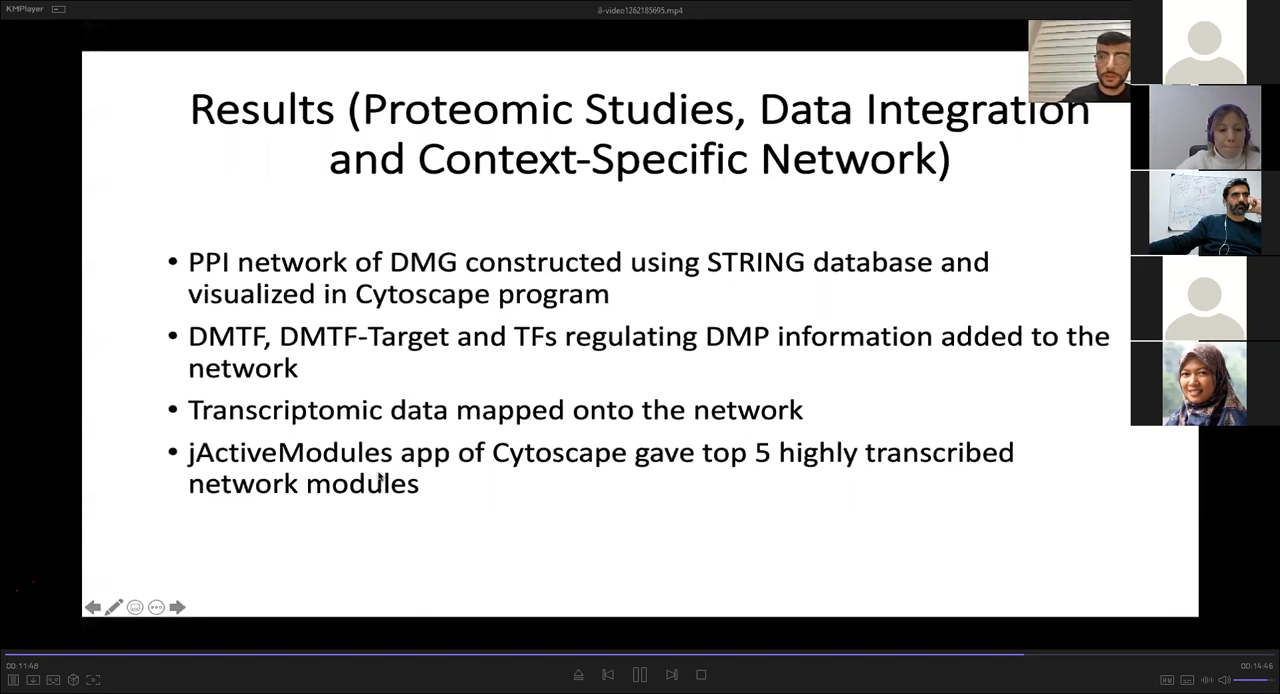 KMPlayer
8-video1262185695.mp4
Results (Proteomic Studies, Data Integration
and Context-Specific Network)
• PPI network of DMG constructed using STRING database and
visualized in Cytoscape program
• DMTF, DMTF-Target and TFs regulating DMP information added to the
network
• Transcriptomic data mapped onto the network
• jActiveModules app of Cytoscape gave top 5 highly transcribed
network modules
00:11:48
00:14:46